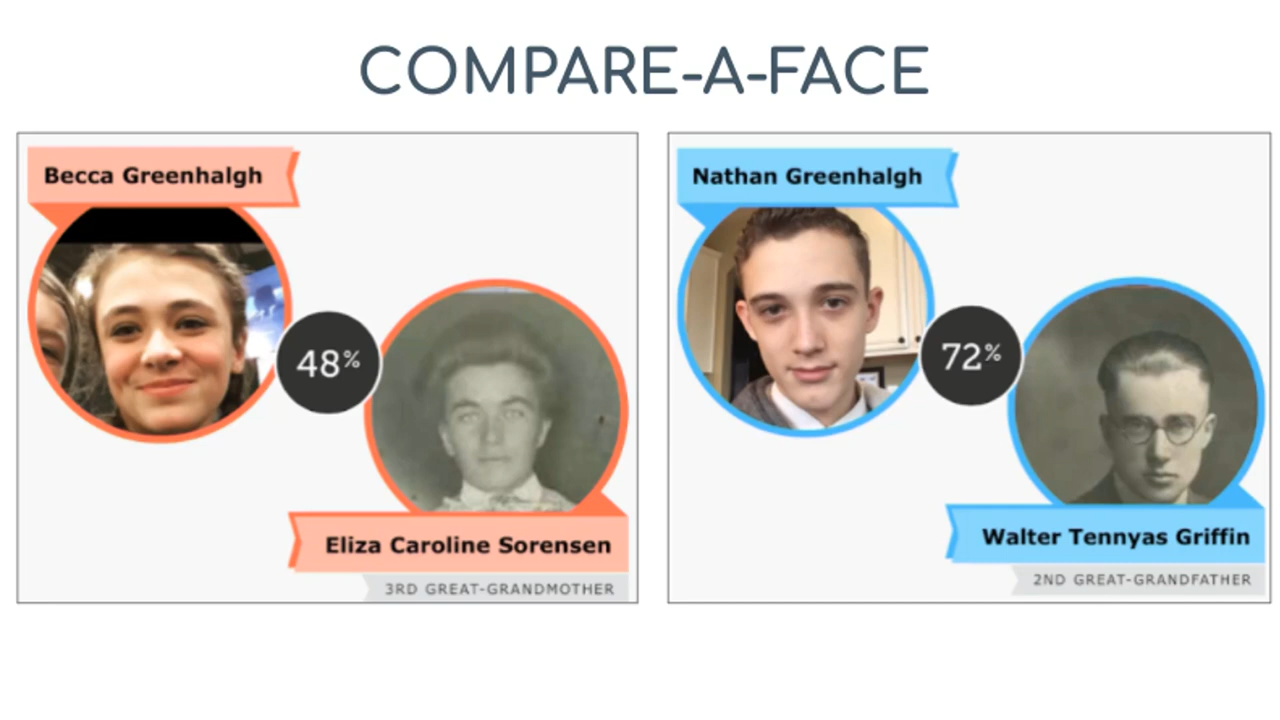 COMPARE-A-FACE
Becca Greenhalgh
48%
Eliza Caroline Sorensen
3RD GREAT-GRANDMOTHER
Nathan Greenhalgh
72%
Walter Tennyas Griffin
2ND GREAT-GRANDFATHER